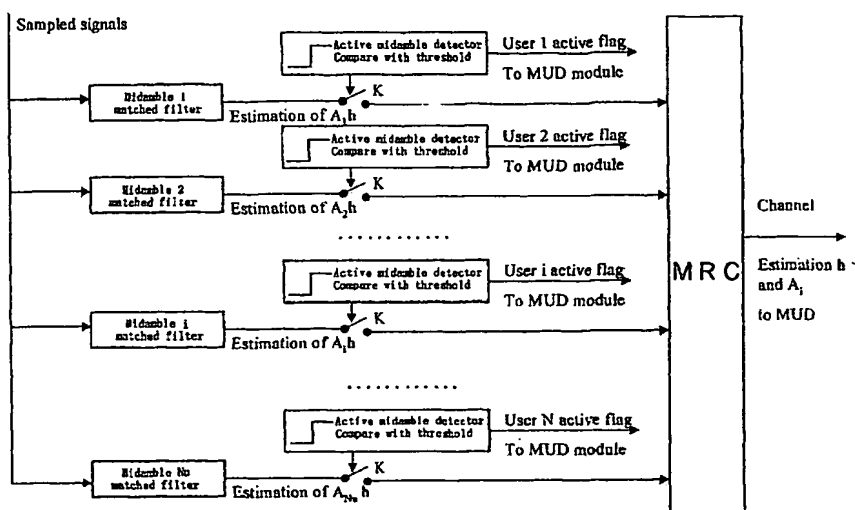 Sampled signals
Active midamble detector
Compare with threshold
User 1 active flag
To MUD module
K
Midamble 1
matched filter
Estimation of A1h
Active midamble detector
Compare with threshold
User 2 active flag
To MUD module
K
Midamble 2
matched filter
Estimation of A2h
............
Active midamble detector
Compare with threshold
User i active flag
To MUD module
K
Midamble i
matched filter
Estimation of Aih
............
Active midamble detector
Compare with threshold
User N active flag
To MUD module
K
Midamble Nu
matched filter
Estimation of ANu h
MRC
Channel
Estimation h
and Ai
to MUD